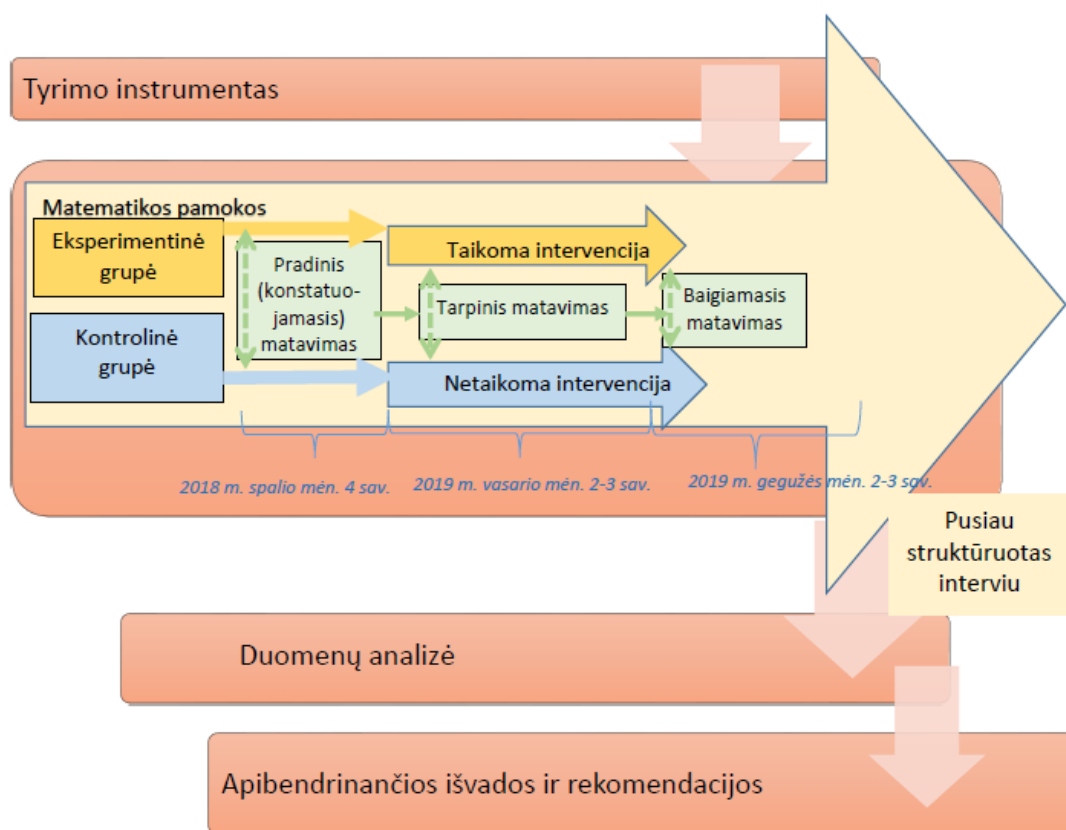 Tyrimo instrumentas
Matematikos pamokos
Eksperimentinė
grupė
Kontrolinė
grupė
Pradinis
(konstatuo-
jamasis)
matavimas
Taikoma intervencija
Tarpinis matavimas
Netaikoma intervencija
Baigiamasis
matavimas
2018 m. spalio mėn. 4 sav.
2019 m. vasario mėn. 2-3 sav.
2019 m. gegužės mėn. 2-3 sav.
Pusiau
struktūruotas
interviu
Duomenų analizė
Apibendrinančios išvados ir rekomendacijos